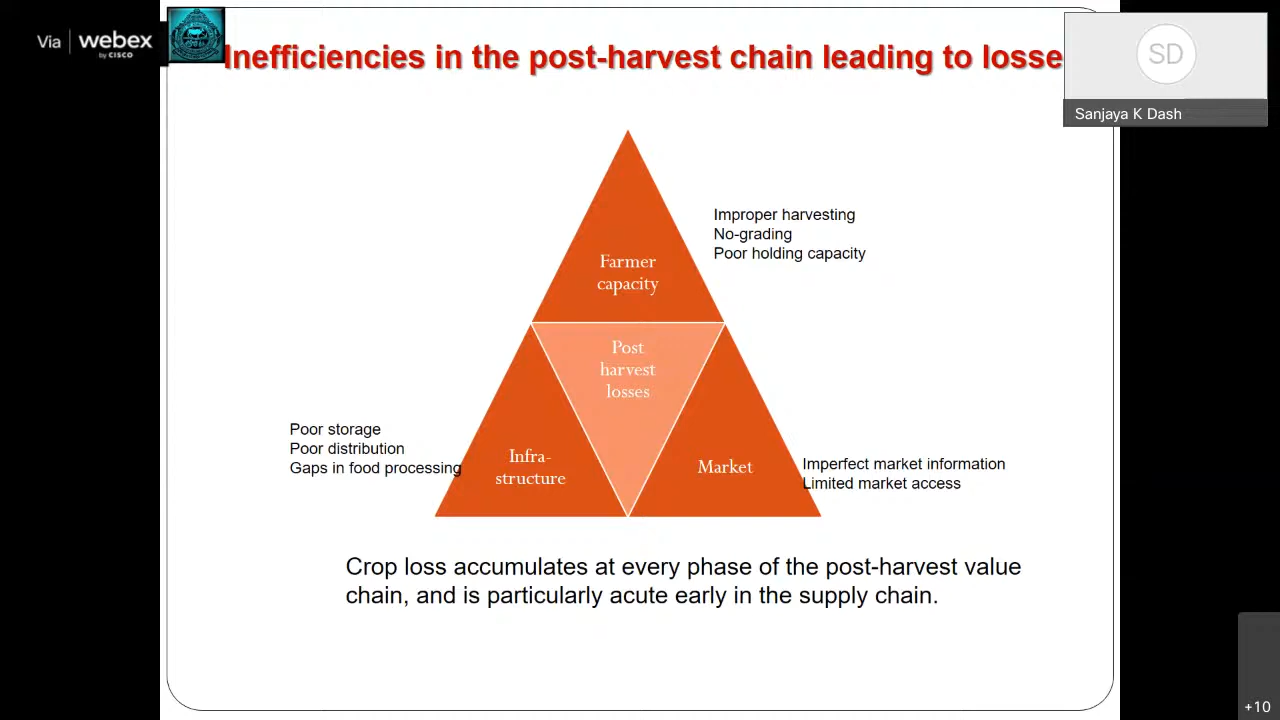 Via webex
by CISCO
Inefficiencies in the post-harvest chain leading to losse
SD
Sanjaya K Dash
Improper harvesting
No-grading
Poor holding capacity
Farmer
capacity
Post
harvest
losses
Poor storage
Poor distribution
Gaps in food processing
Infra-
structure
Market
Imperfect market information
Limited market access
Crop loss accumulates at every phase of the post-harvest value
chain, and is particularly acute early in the supply chain.
+10